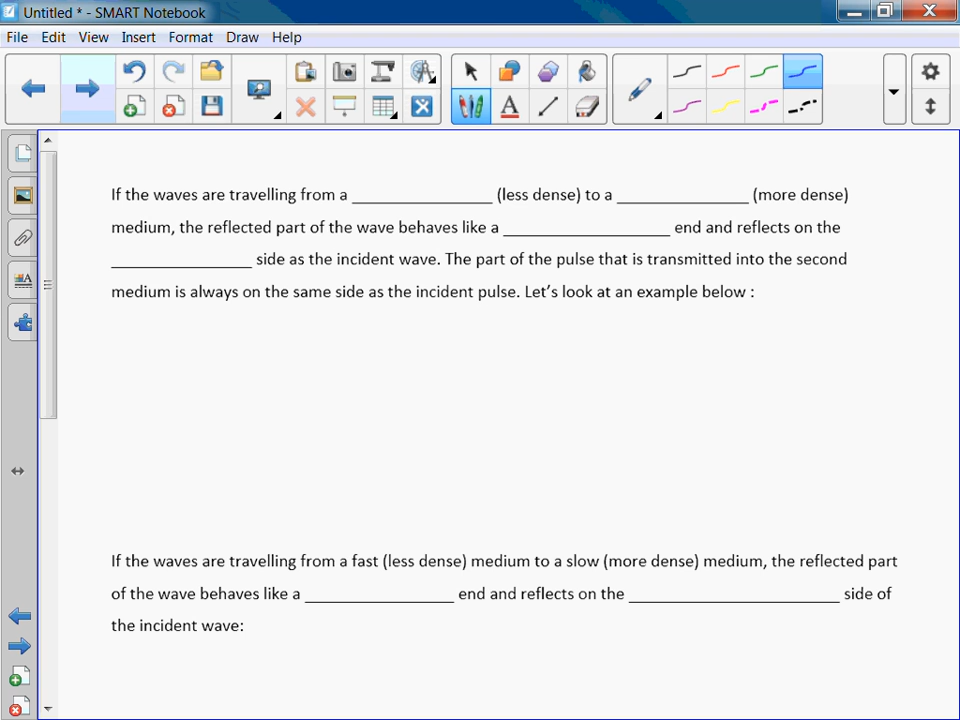 Untitled * - SMART Notebook
File Edit View Insert Format Draw Help
If the waves are travelling from a ________________ (less dense) to a _______________ (more dense)
medium, the reflected part of the wave behaves like a ___________________ end and reflects on the
________________ side as the incident wave. The part of the pulse that is transmitted into the second
medium is always on the same side as the incident pulse. Let's look at an example below :
If the waves are travelling from a fast (less dense) medium to a slow (more dense) medium, the reflected part
of the wave behaves like a _________________ end and reflects on the ________________________ side of
the incident wave: